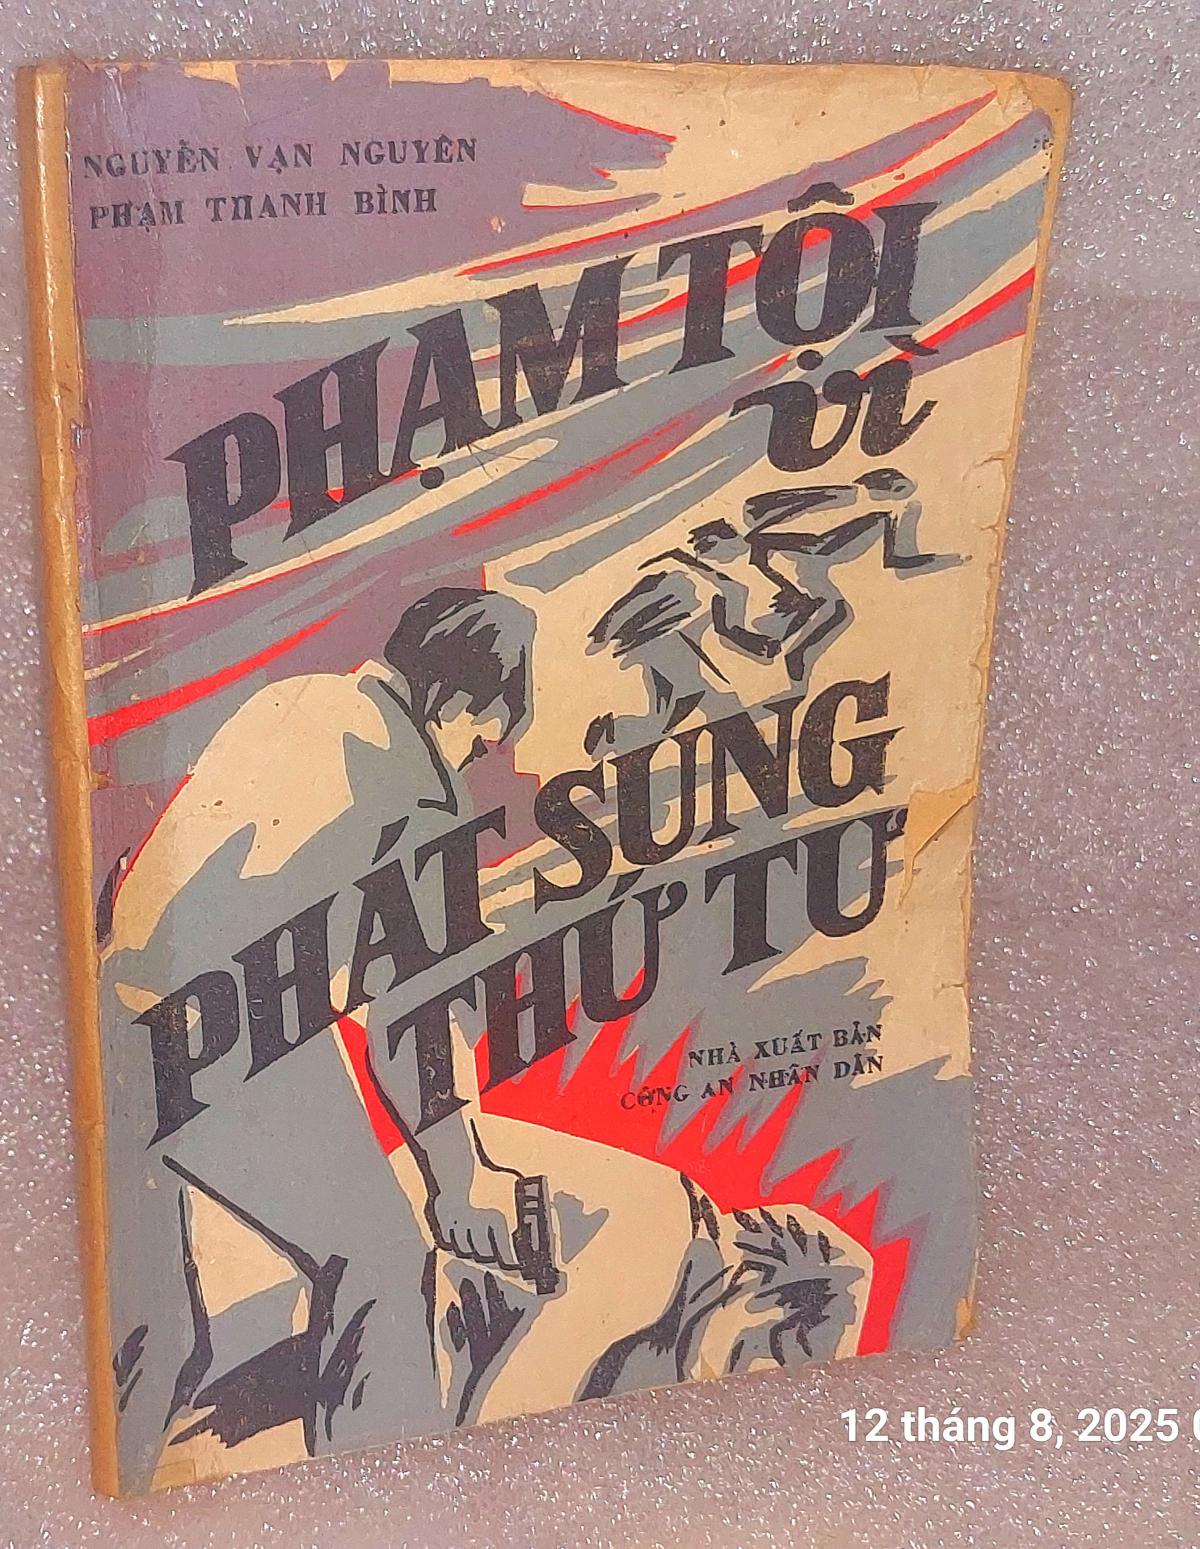 NGUYỄN VẠN NGUYÊN
PHẠM THANH BÌNH
PHẠM TỘI
vì
PHÁT SÚNG
THỨ TƯ
NHÀ XUẤT BẢN
CÔNG AN NHÂN DÂN
12 tháng 8, 2025 (